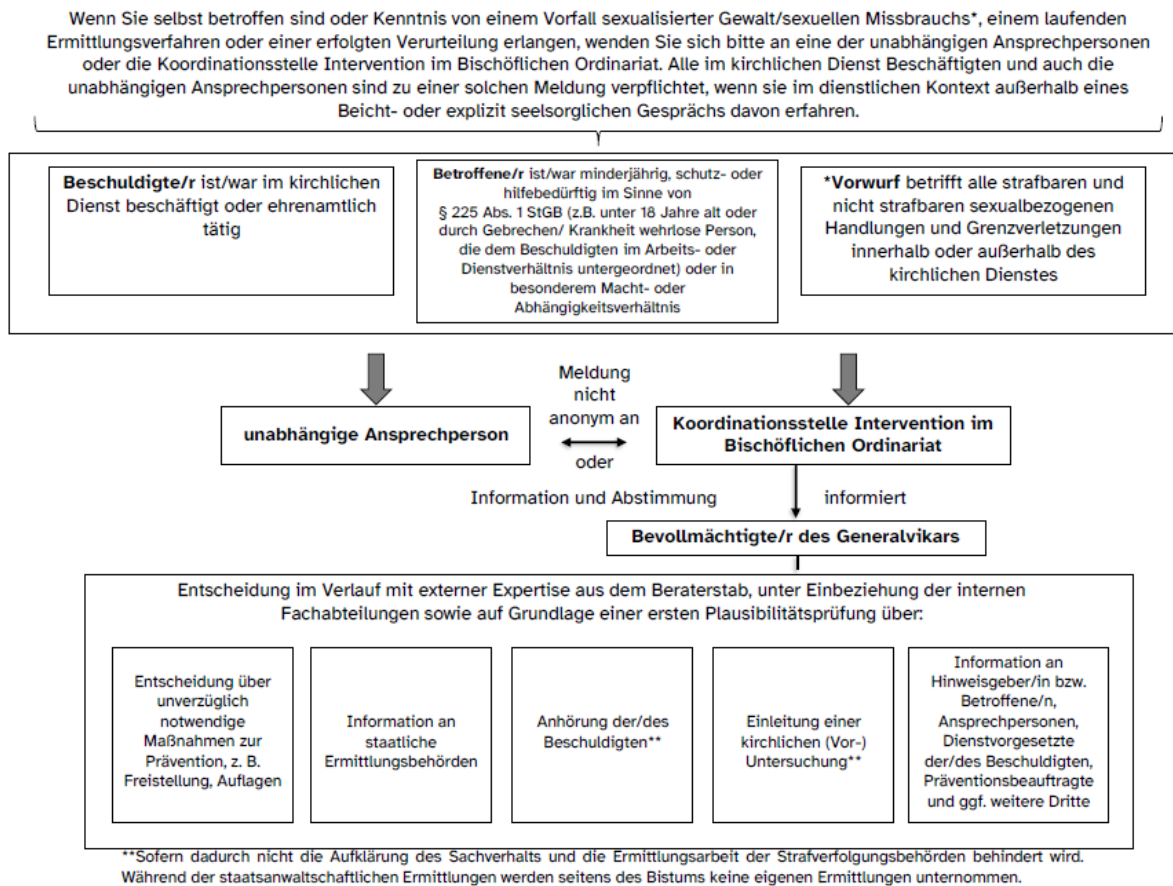 Wenn Sie selbst betroffen sind oder Kenntnis von einem Vorfall sexualisierter Gewalt/sexuellen Missbrauchs*, einem laufenden
Ermittlungsverfahren oder einer erfolgten Verurteilung erlangen, wenden Sie sich bitte an eine der unabhängigen Ansprechpersonen
oder die Koordinationsstelle Intervention im Bischöflichen Ordinariat. Alle im kirchlichen Dienst Beschäftigten und auch die
unabhängigen Ansprechpersonen sind zu einer solchen Meldung verpflichtet, wenn sie im dienstlichen Kontext außerhalb eines
Beicht- oder explizit seelsorglichen Gesprächs davon erfahren.
Beschuldigte/r ist/war im kirchlichen
Dienst beschäftigt oder ehrenamtlich
tätig
Betroffene/r ist/war minderjährig, schutz- oder
hilfebedürftig im Sinne von
§ 225 Abs. 1 StGB (z.B. unter 18 Jahre alt oder
durch Gebrechen/ Krankheit wehrlose Person,
die dem Beschuldigten im Arbeits- oder
Dienstverhältnis untergeordnet) oder in
besonderem Macht- oder
Abhängigkeitsverhältnis
*Vorwurf betrifft alle strafbaren und
nicht strafbaren sexualbezogenen
Handlungen und Grenzverletzungen
innerhalb oder außerhalb des
kirchlichen Dienstes
unabhängige Ansprechperson
Meldung
nicht
anonym an
oder
Koordinationsstelle Intervention im
Bischöflichen Ordinariat
Information und Abstimmung
informiert
Bevollmächtigte/r des Generalvikars
Entscheidung im Verlauf mit externer Expertise aus dem Beraterstab, unter Einbeziehung der internen
Fachabteilungen sowie auf Grundlage einer ersten Plausibilitätsprüfung über:
Entscheidung über
unverzüglich
notwendige
Maßnahmen zur
Prävention, z. B.
Freistellung, Auflagen
Information an
staatliche
Ermittlungsbehörden
Anhörung der/des
Beschuldigten**
Einleitung einer
kirchlichen (Vor-)
Untersuchung**
Information an
Hinweisgeber/in bzw.
Betroffene/n,
Ansprechpersonen,
Dienstvorgesetzte
der/des Beschuldigten,
Präventionsbeauftragte
und ggf. weitere Dritte
**Sofern dadurch nicht die Aufklärung des Sachverhalts und die Ermittlungsarbeit der Strafverfolgungsbehörden behindert wird.
Während der staatsanwaltschaftlichen Ermittlungen werden seitens des Bistums keine eigenen Ermittlungen unternommen.